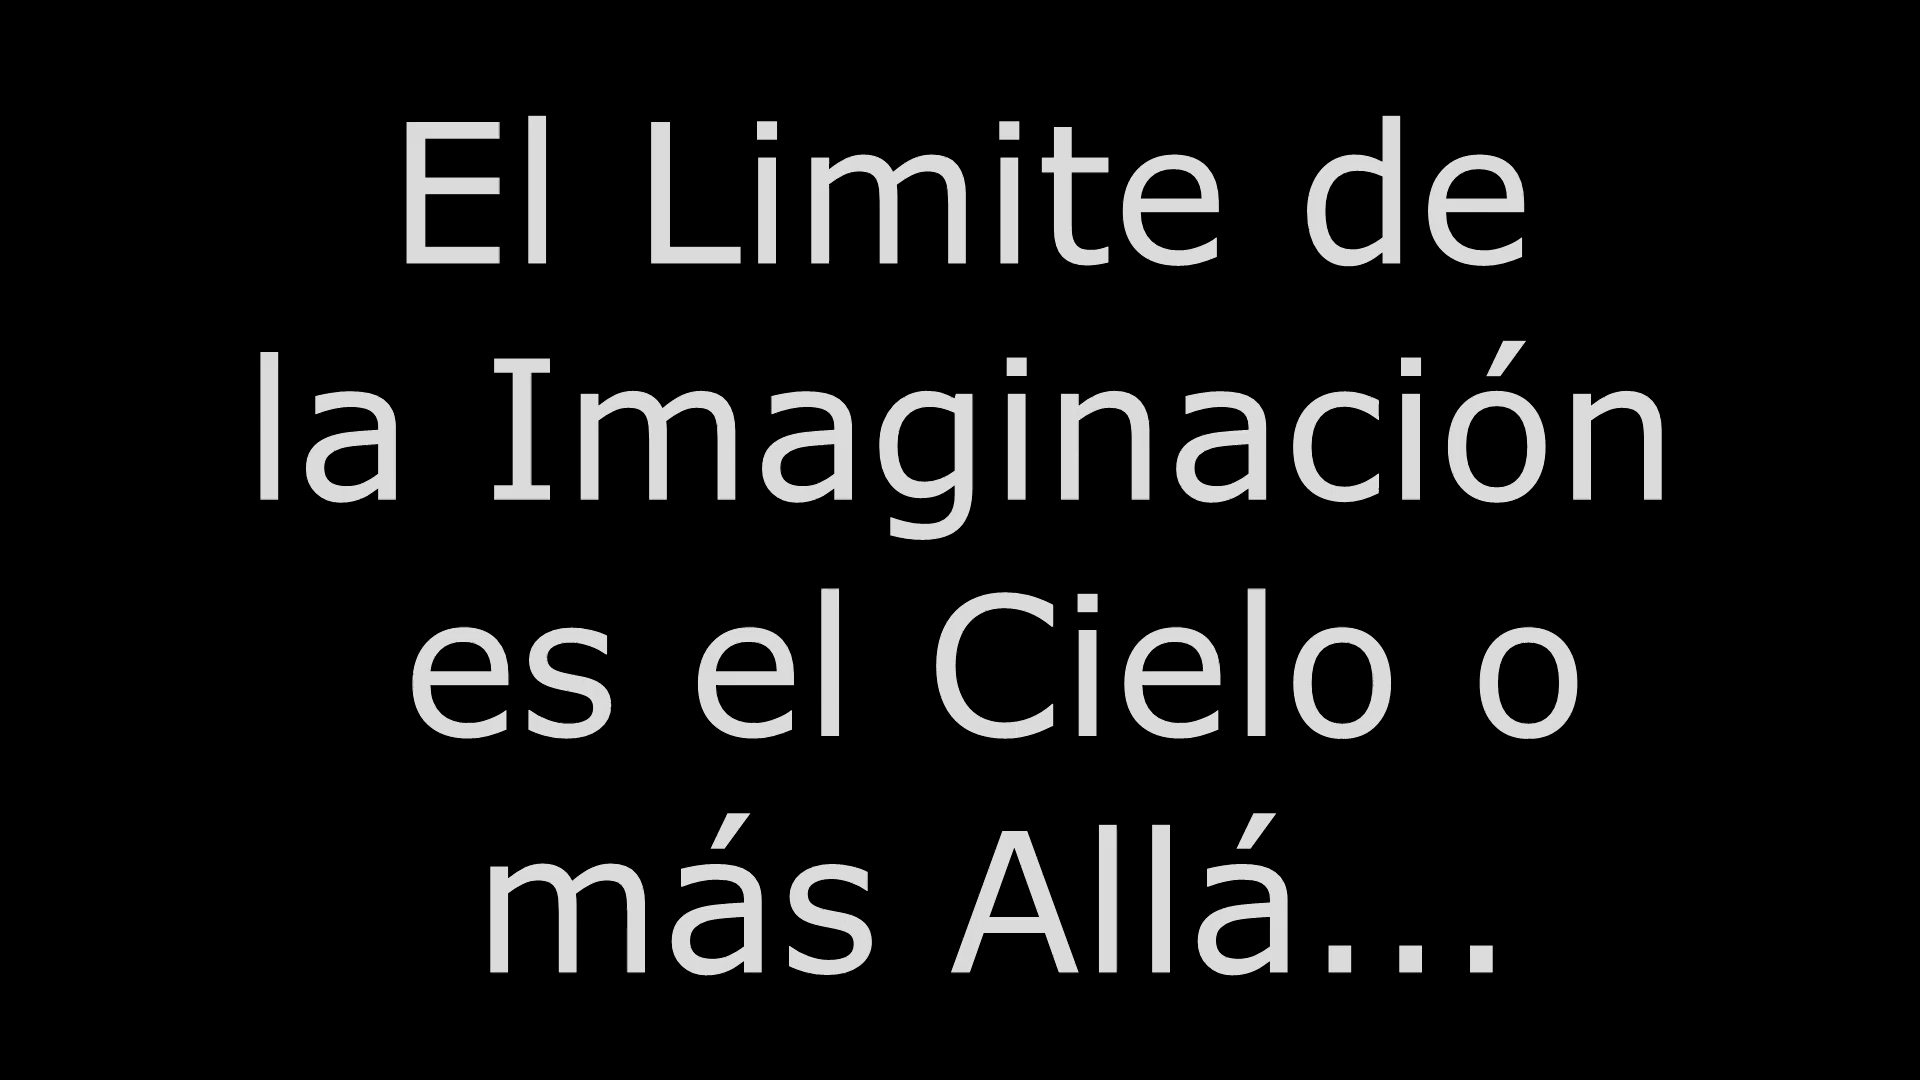 El Limite de
la Imaginación
es el Cielo o
más Allá...